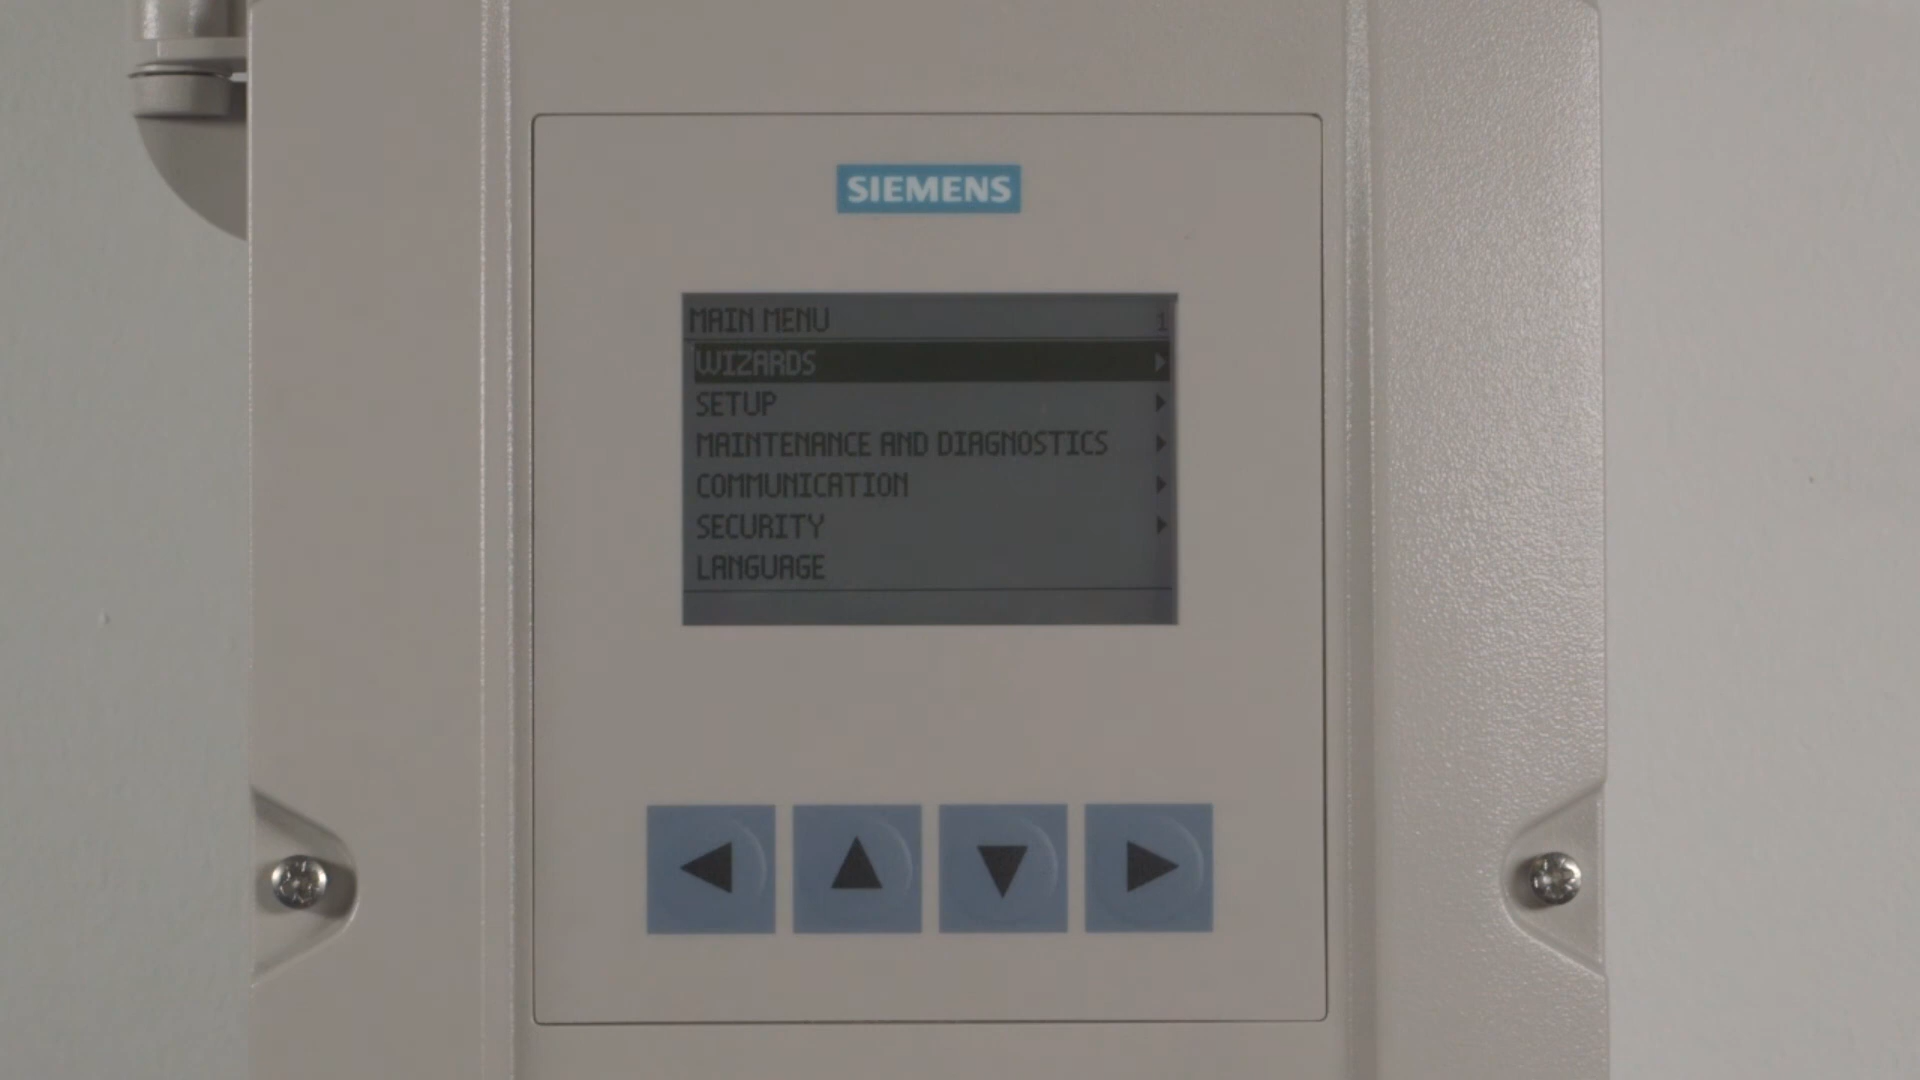 SIEMENS
MAIN MENU 1
WIZARDS
SETUP
MAINTENANCE AND DIAGNOSTICS
COMMUNICATION
SECURITY
LANGUAGE